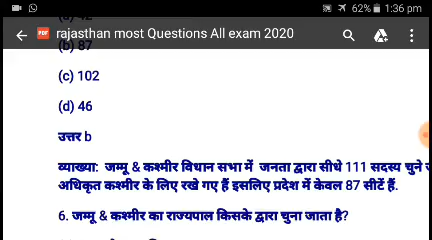 62% 1:36 pm
PDF rajasthan most Questions All exam 2020
(b) 87
(c) 102
(d) 46
उत्तर b
व्याख्या: जम्मू & कश्मीर विधान सभा में जनता द्वारा सीधे 111 सदस्य चुने
अधिकृत कश्मीर के लिए रखे गए हैं इसलिए प्रदेश में केवल 87 सीटें हैं.
6. जम्मू & कश्मीर का राज्यपाल किसके द्वारा चुना जाता है?